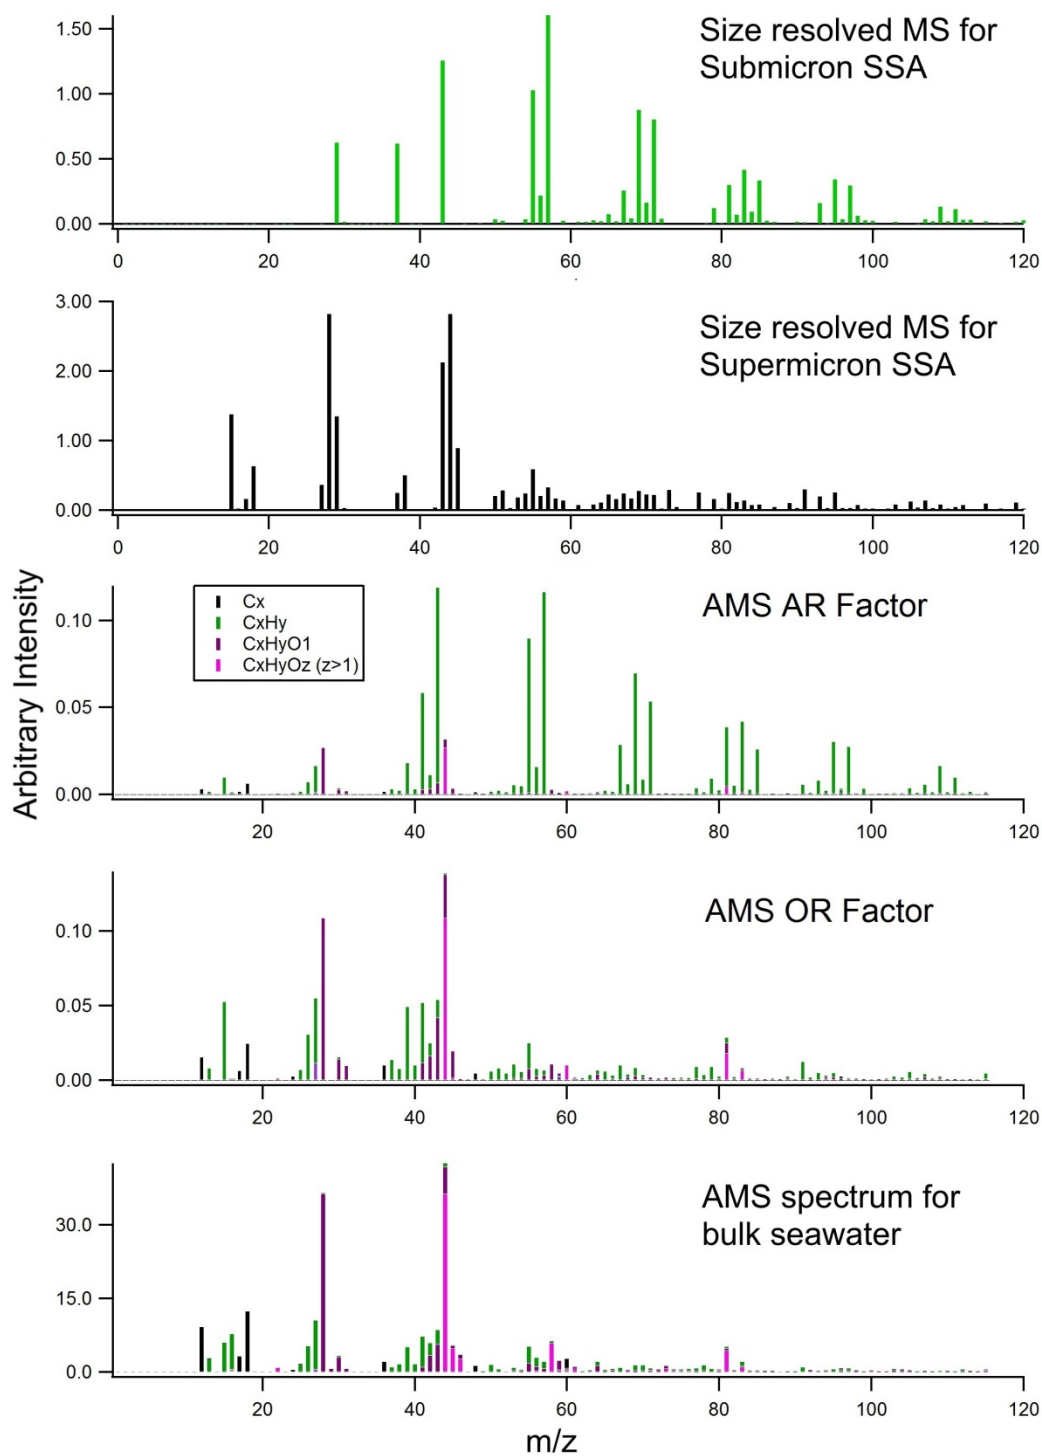 1.50
1.00
0.50
0.00
Size resolved MS for
Submicron SSA
0 20 40 60 80 100 120
3.00
2.00
1.00
0.00
Size resolved MS for
Supermicron SSA
0 20 40 60 80 100 120
Arbitrary Intensity
0.10
0.05
0.00
Cx
CxHy
CxHyO1
CxHyOz (z>1)
AMS AR Factor
20 40 60 80 100 120
0.10
0.05
0.00
AMS OR Factor
20 40 60 80 100 120
30.0
15.0
0.0
AMS spectrum for
bulk seawater
20 40 60 80 100 120
m/z